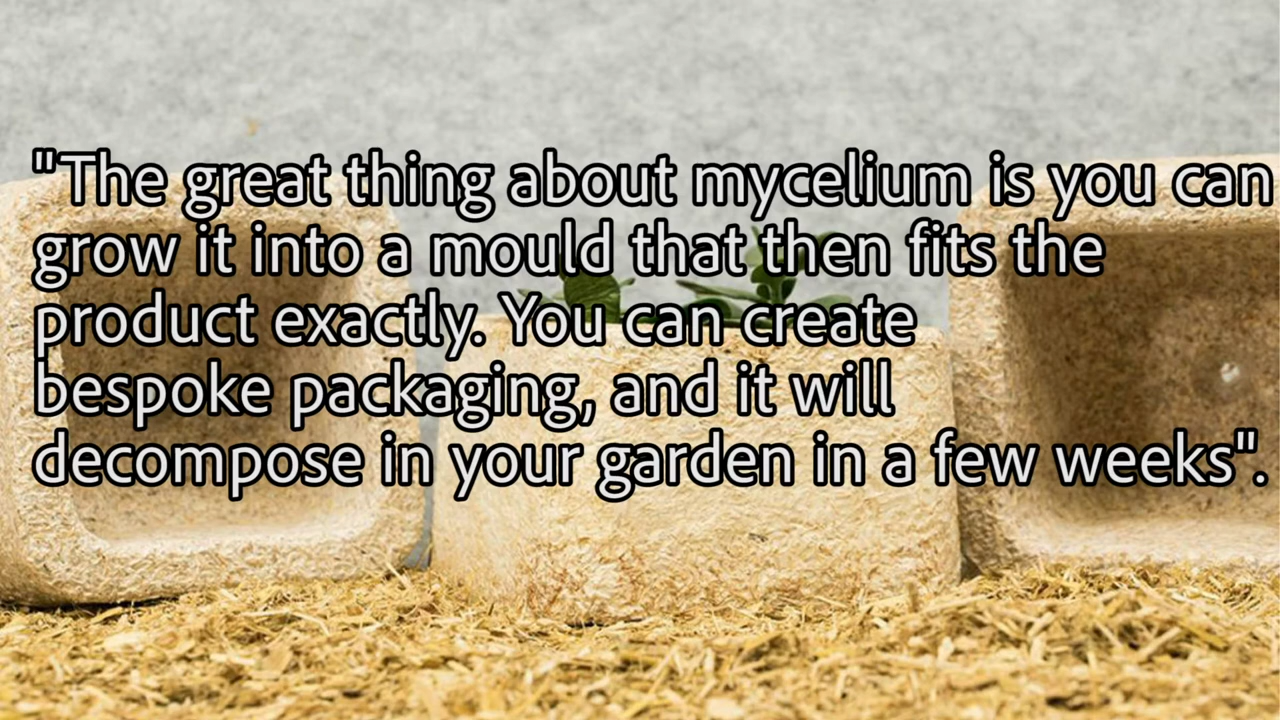 "The great thing about mycelium is you can
grow it into a mould that then fits the
product exactly. You can create
bespoke packaging, and it will
decompose in your garden in a few weeks".